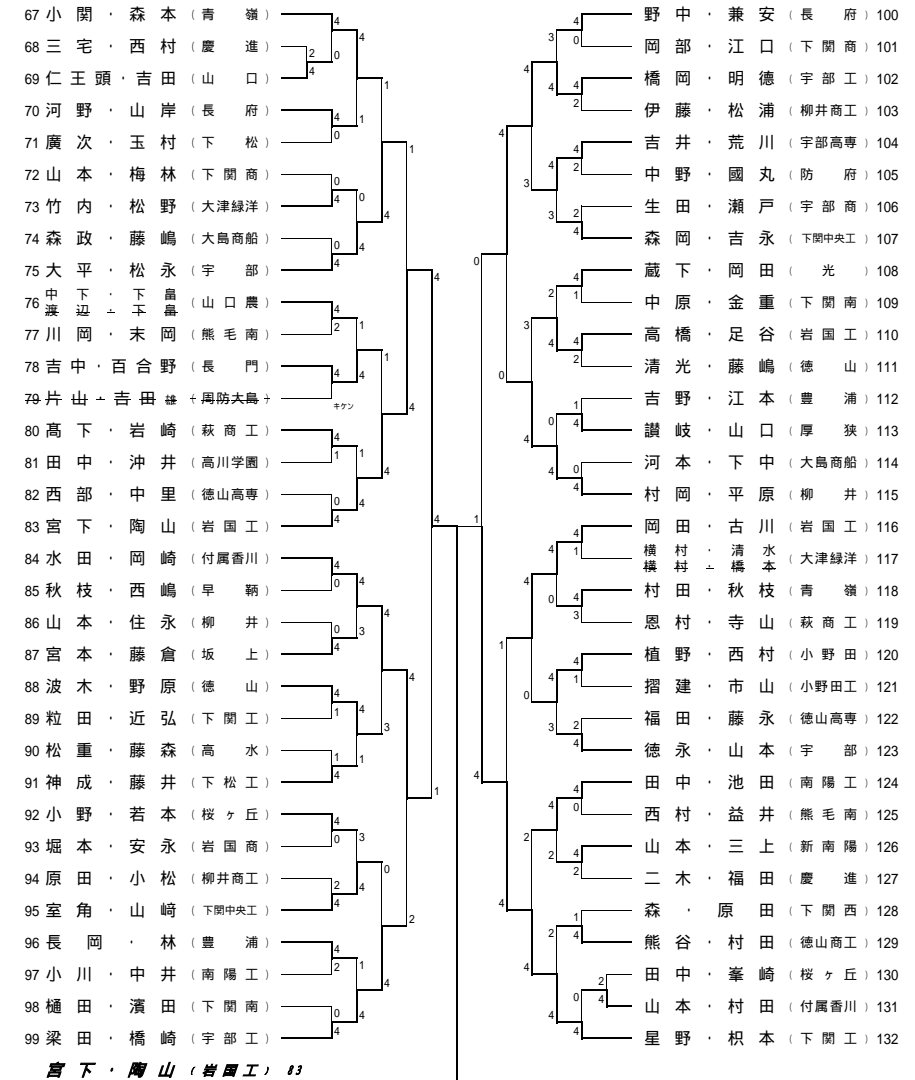 67 小関・森本（青嶺）
68 三宅・西村（慶進）
69 仁王頭・吉田（山口）
70 河野・山岸（長府）
71 廣次・玉村（下松）
72 山本・梅林（下関商）
73 竹内・松野（大津緑洋）
74 森政・藤嶋（大島商船）
75 大平・松永（宇部）
76 中下・下畠（山口農）
渡辺・下畠
77 川岡・末岡（熊毛南）
78 吉中・百合野（長門）
79 片山・吉田雄（周防大島）
キケン
80 髙下・岩崎（萩商工）
81 田中・沖井（高川学園）
82 西部・中里（徳山高専）
83 宮下・陶山（岩国工）
84 水田・岡崎（付属香川）
85 秋枝・西嶋（早鞆）
86 山本・住永（柳井）
87 宮本・藤倉（坂上）
88 波木・野原（徳山）
89 粒田・近弘（下関工）
90 松重・藤森（高水）
91 神成・藤井（下松工）
92 小野・若本（桜ヶ丘）
93 堀本・安永（岩国商）
94 原田・小松（柳井商工）
95 室角・山﨑（下関中央工）
96 長岡・林（豊浦）
97 小川・中井（南陽工）
98 樋田・濱田（下関南）
99 梁田・橋崎（宇部工）
宮下・陶山（岩国工）83
野中・兼安（長府）100
岡部・江口（下関商）101
橋岡・明德（宇部工）102
伊藤・松浦（柳井商工）103
吉井・荒川（宇部高専）104
中野・國丸（防府）105
生田・瀬戸（宇部商）106
森岡・吉永（下関中央工）107
蔵下・岡田（光）108
中原・金重（下関南）109
高橋・足谷（岩国工）110
清光・藤嶋（徳山）111
吉野・江本（豊浦）112
讃岐・山口（厚狭）113
河本・下中（大島商船）114
村岡・平原（柳井）115
岡田・古川（岩国工）116
横村・清水（大津緑洋）117
横村・橋本
村田・秋枝（青嶺）118
恩村・寺山（萩商工）119
植野・西村（小野田）120
摺建・市山（小野田工）121
福田・藤永（徳山高専）122
徳永・山本（宇部）123
田中・池田（南陽工）124
西村・益井（熊毛南）125
山本・三上（新南陽）126
二木・福田（慶進）127
森・原田（下関西）128
熊谷・村田（徳山商工）129
田中・峯崎（桜ヶ丘）130
山本・村田（付属香川）131
星野・枳本（下関工）132